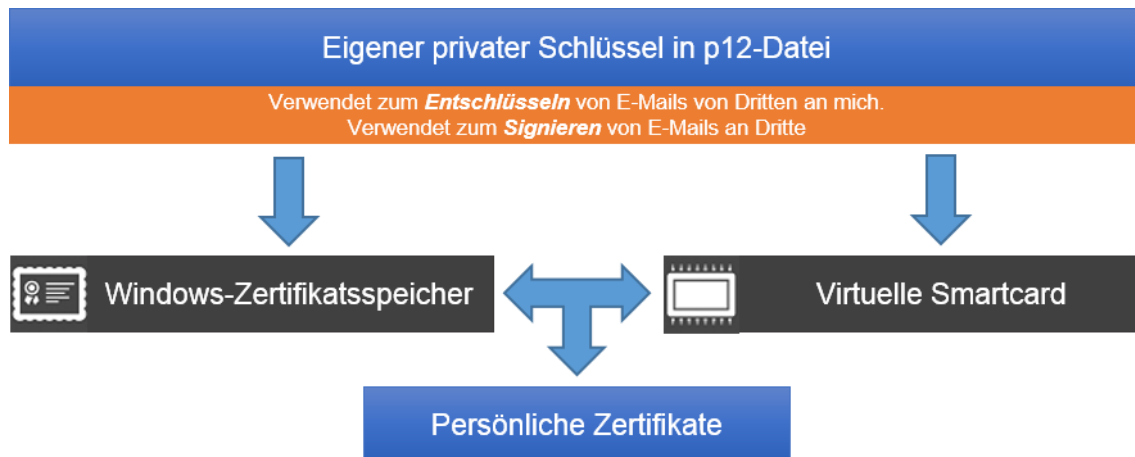 Eigener privater Schlüssel in p12-Datei
Verwendet zum Entschlüsseln von E-Mails von Dritten an mich.
Verwendet zum Signieren von E-Mails an Dritte
Windows-Zertifikatsspeicher
Virtuelle Smartcard
Persönliche Zertifikate